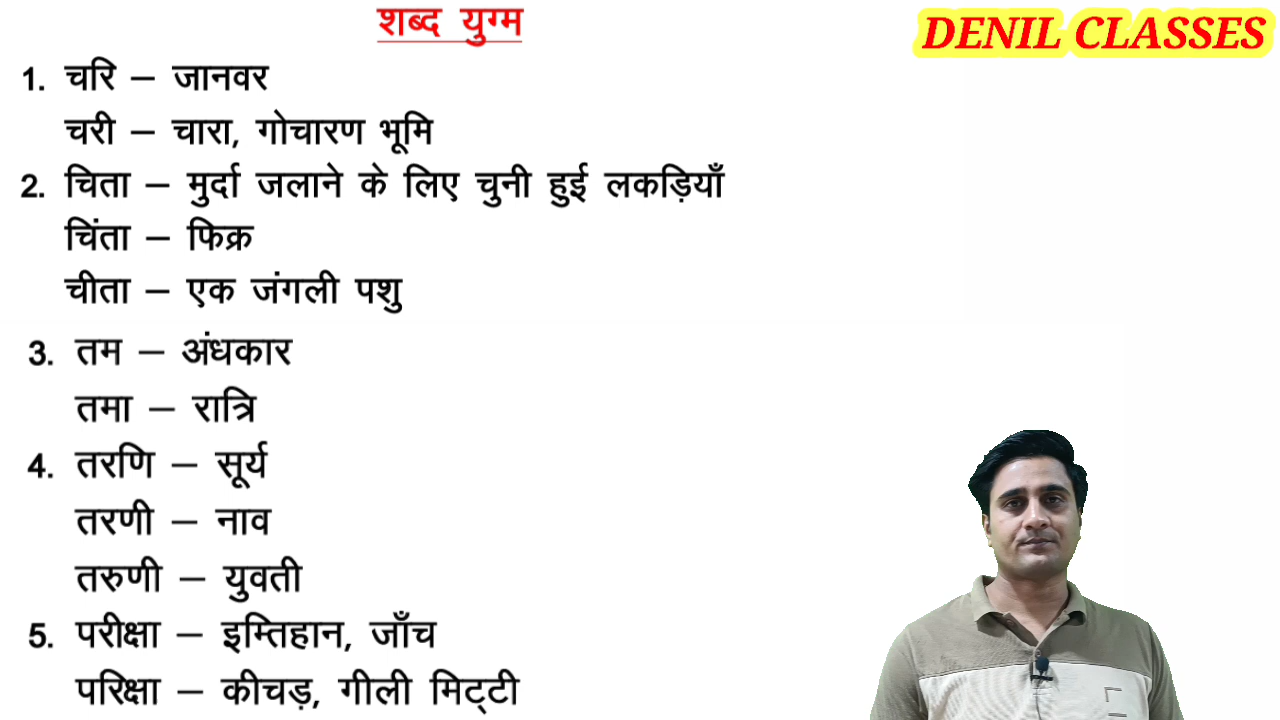 शब्द युग्म
DENIL CLASSES
1. चरि – जानवर
चरी – चारा, गोचारण भूमि
2. चिता – मुर्दा जलाने के लिए चुनी हुई लकड़ियाँ
चिंता – फिक्र
चीता – एक जंगली पशु
3. तम – अंधकार
तमा – रात्रि
4. तरणि – सूर्य
तरणी – नाव
तरुणी – युवती
5. परीक्षा – इम्तिहान, जाँच
परिक्षा – कीचड़, गीली मिट्टी